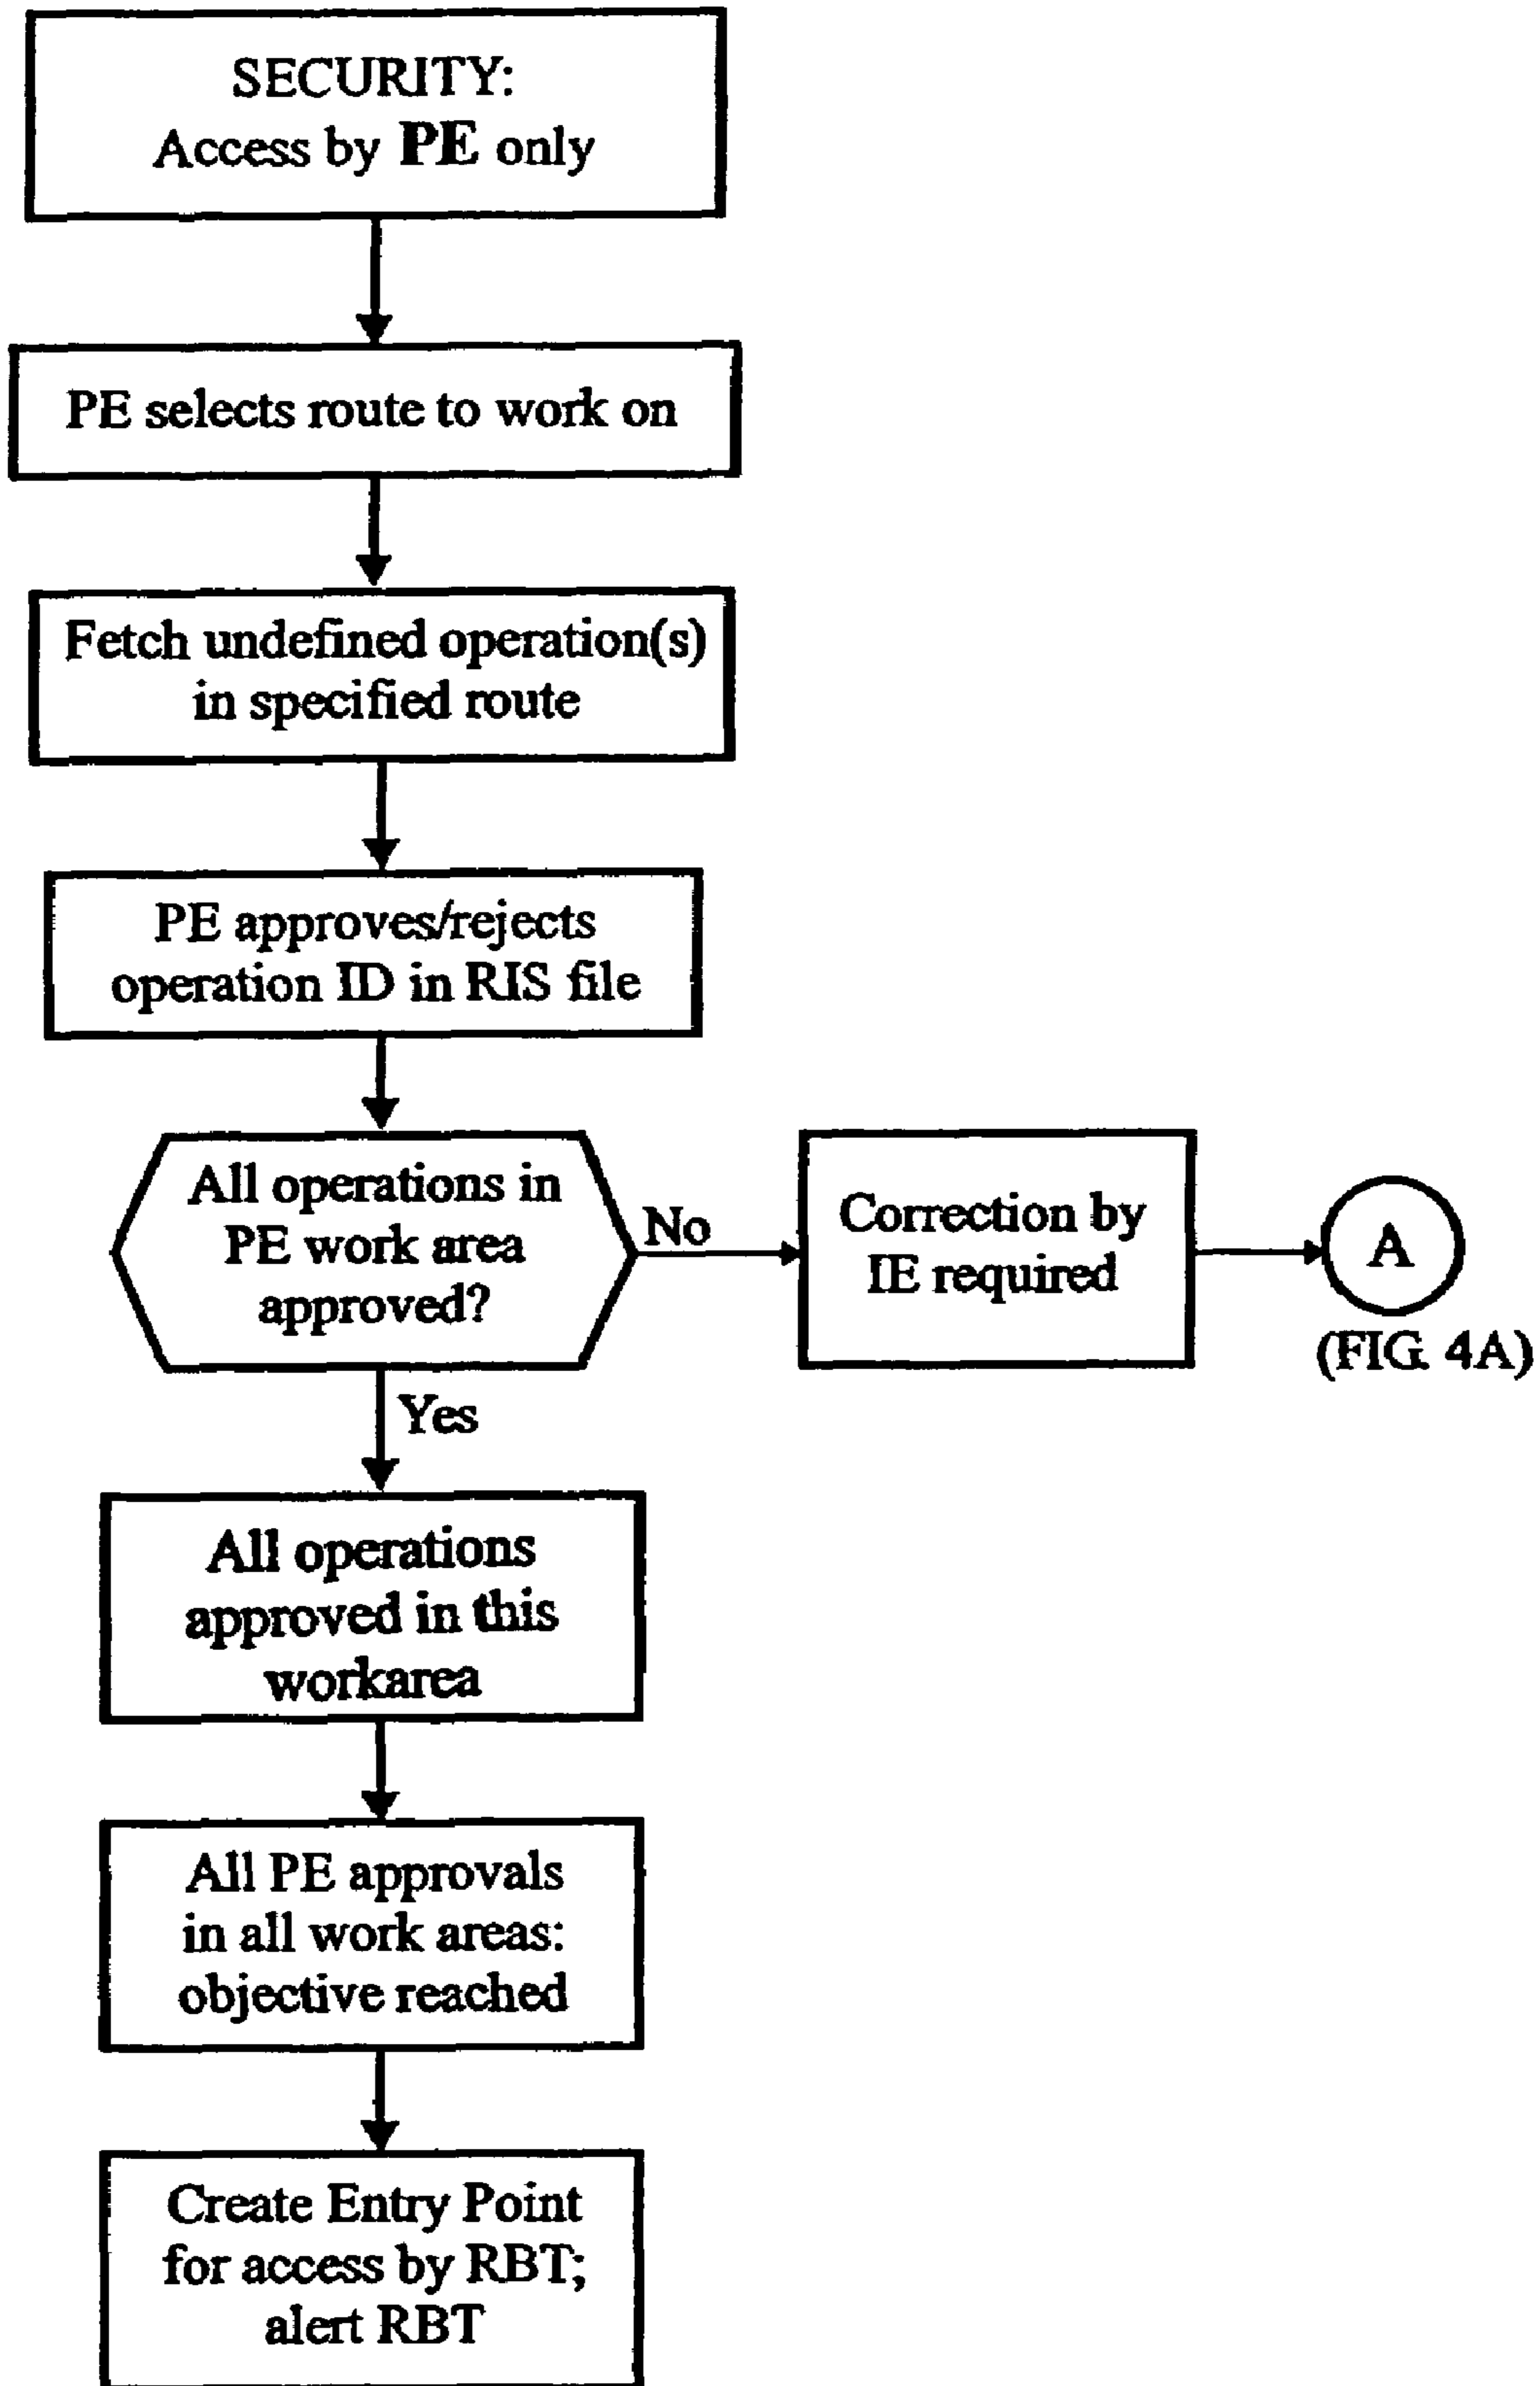 SECURITY:
Access by PE only
PE selects route to work on
Fetch undefined operation(s)
in specified route
PE approves/rejects
operation ID in RIS file
All operations in
PE work area
approved?
No
Correction by
IE required
A
(FIG. 4A)
Yes
All operations
approved in this
workarea
All PE approvals
in all work areas:
objective reached
Create Entry Point
for access by RBT;
alert RBT